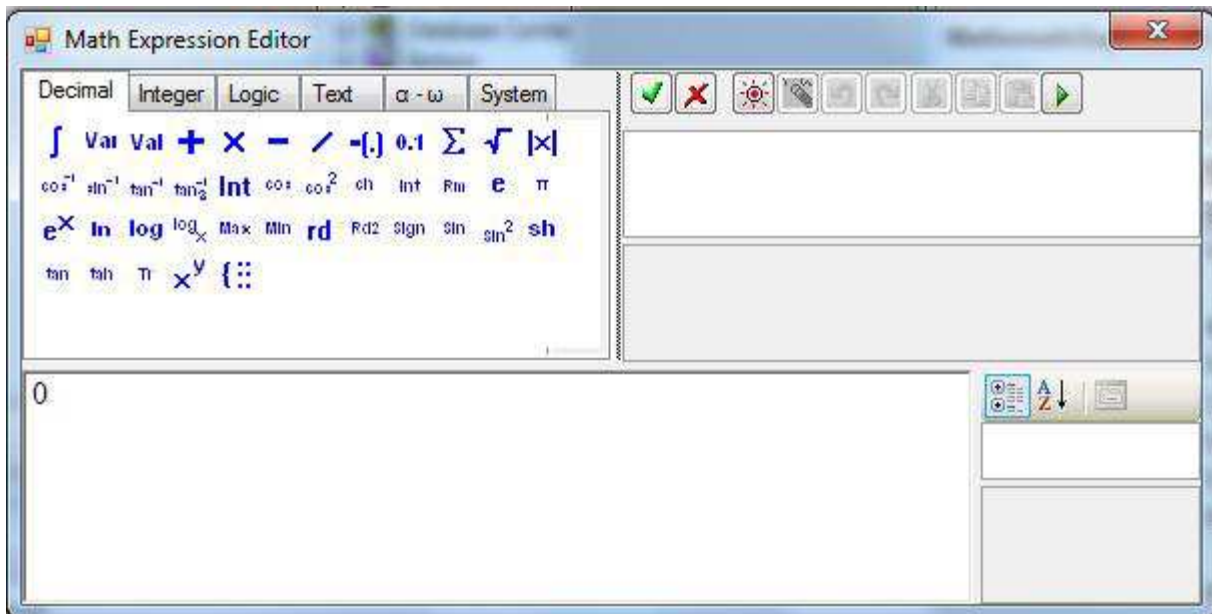 Math Expression Editor
Decimal Integer Logic Text α - ω System
∫ Var Val + × − / -(.) 0.1 Σ √ |×|
cos⁻¹ sin⁻¹ tan⁻¹ tan₂⁻¹ Int cos cos² ch Int Rm e π
eˣ ln log logₓ Max Min rd Rd2 Sign Sin sin² sh
tan tah Π xʸ {::
0
A
Z